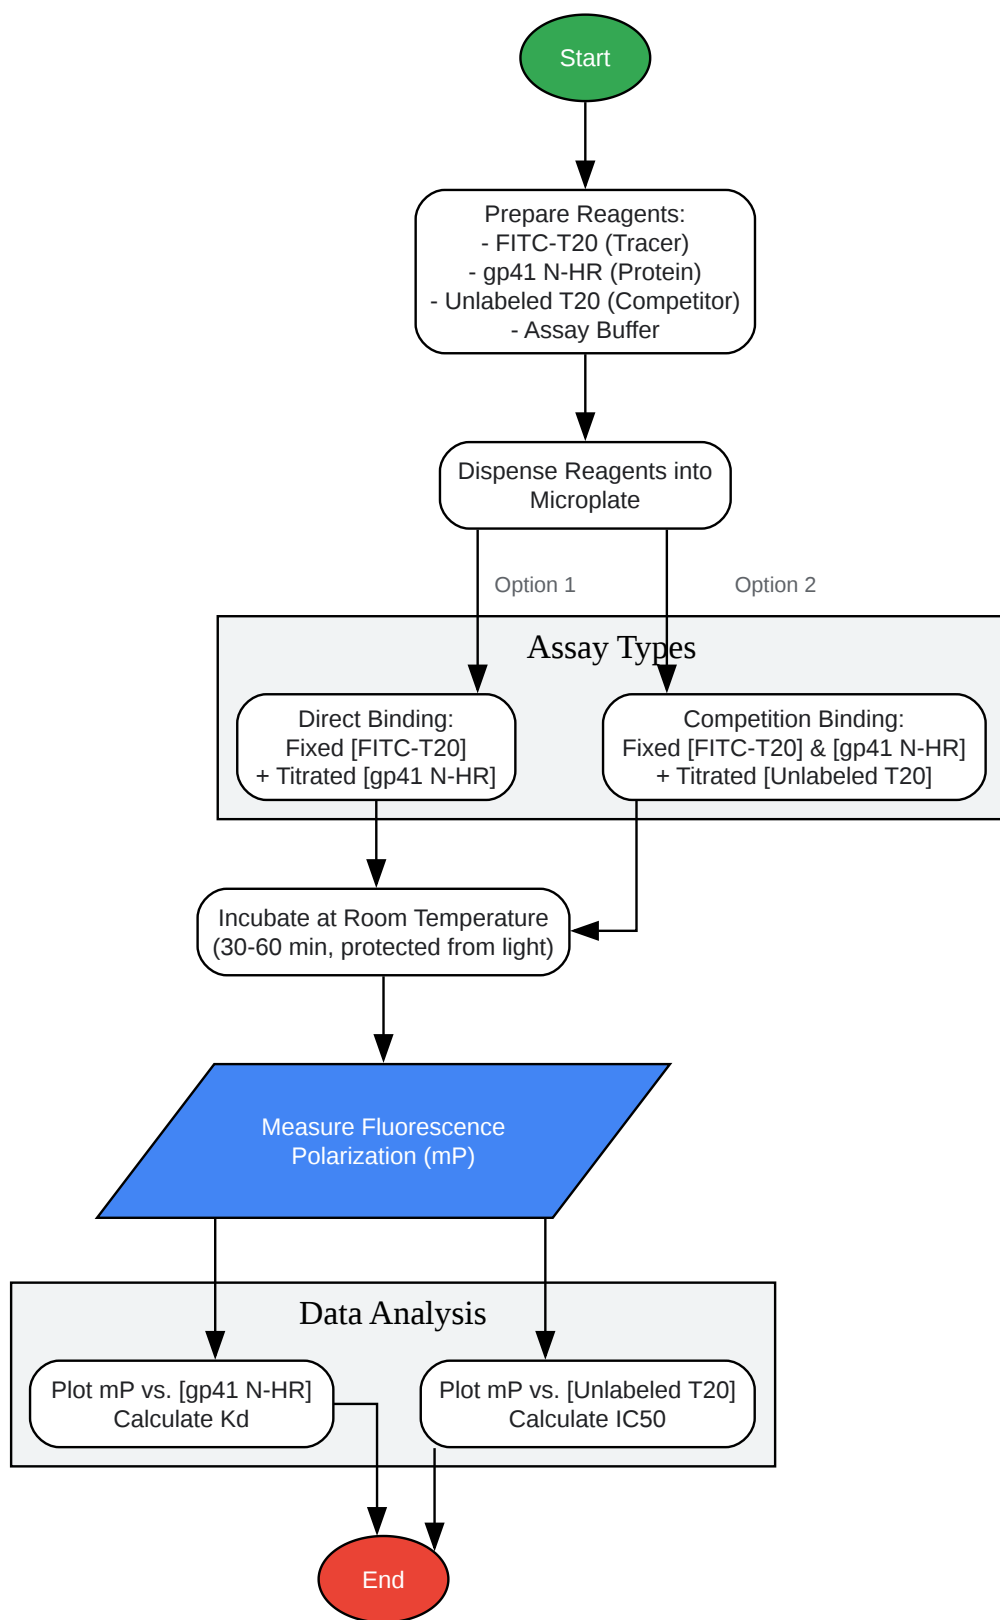 Start
Prepare Reagents:
- FITC-T20 (Tracer)
- gp41 N-HR (Protein)
- Unlabeled T20 (Competitor)
- Assay Buffer
Dispense Reagents into
Microplate
Option 1
Option 2
Assay Types
Direct Binding:
Fixed [FITC-T20]
+ Titrated [gp41 N-HR]
Competition Binding:
Fixed [FITC-T20] & [gp41 N-HR]
+ Titrated [Unlabeled T20]
Incubate at Room Temperature
(30-60 min, protected from light)
Measure Fluorescence
Polarization (mP)
Data Analysis
Plot mP vs. [gp41 N-HR]
Calculate Kd
Plot mP vs. [Unlabeled T20]
Calculate IC50
End